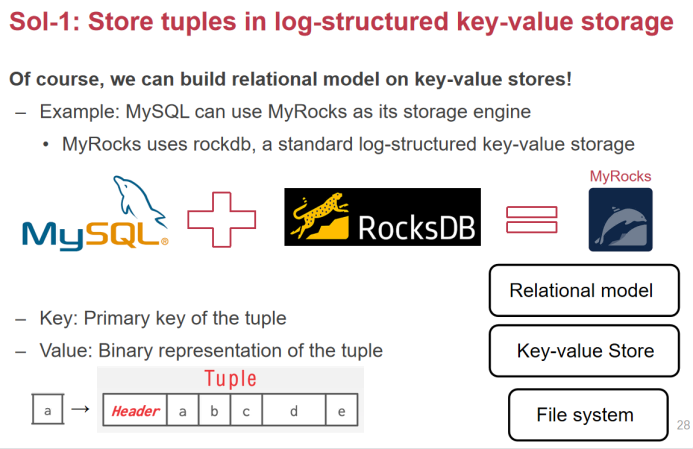 Sol-1: Store tuples in log-structured key-value storage
Of course, we can build relational model on key-value stores!
– Example: MySQL can use MyRocks as its storage engine
• MyRocks uses rockdb, a standard log-structured key-value storage
MyRocks
MySQL®
RocksDB
Relational model
– Key: Primary key of the tuple
– Value: Binary representation of the tuple
Key-value Store
Tuple
a → Header a b c d e
File system
28